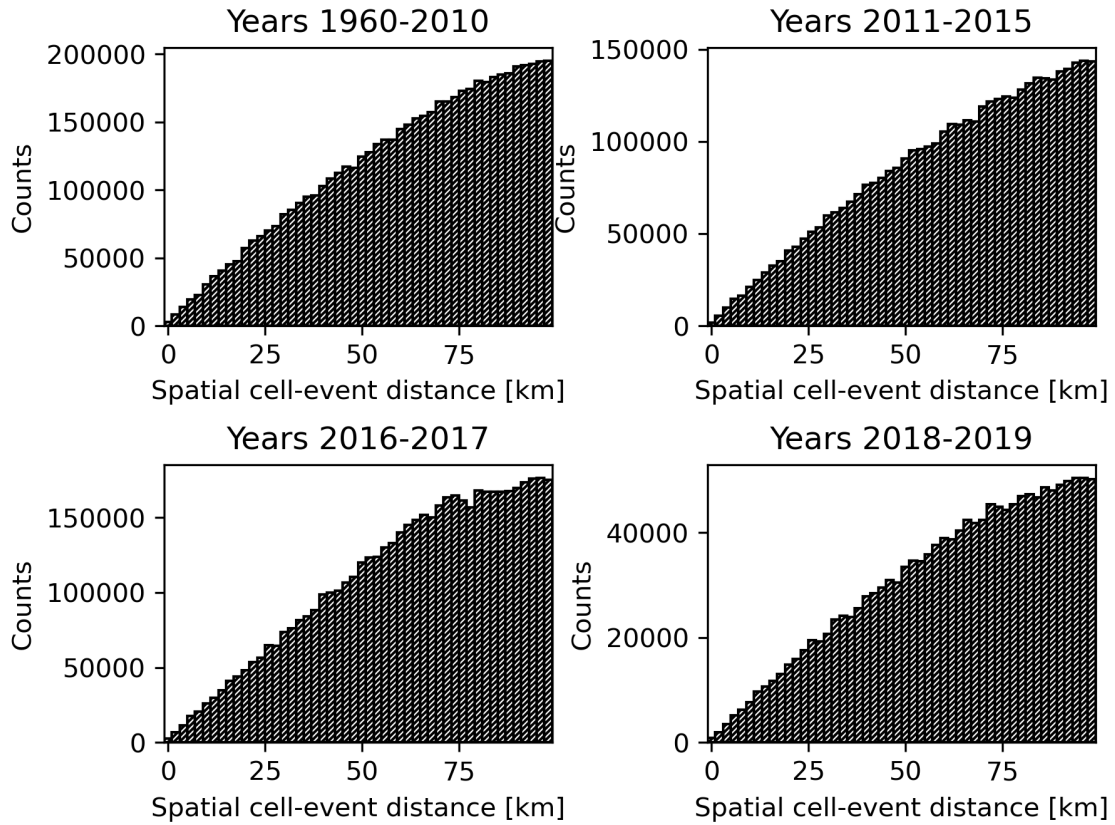 Years 1960-2010
Counts
200000
150000
100000
50000
0
0 25 50 75
Spatial cell-event distance [km]
Years 2011-2015
Counts
150000
100000
50000
0
0 25 50 75
Spatial cell-event distance [km]
Years 2016-2017
Counts
150000
100000
50000
0
0 25 50 75
Spatial cell-event distance [km]
Years 2018-2019
Counts
40000
20000
0
0 25 50 75
Spatial cell-event distance [km]